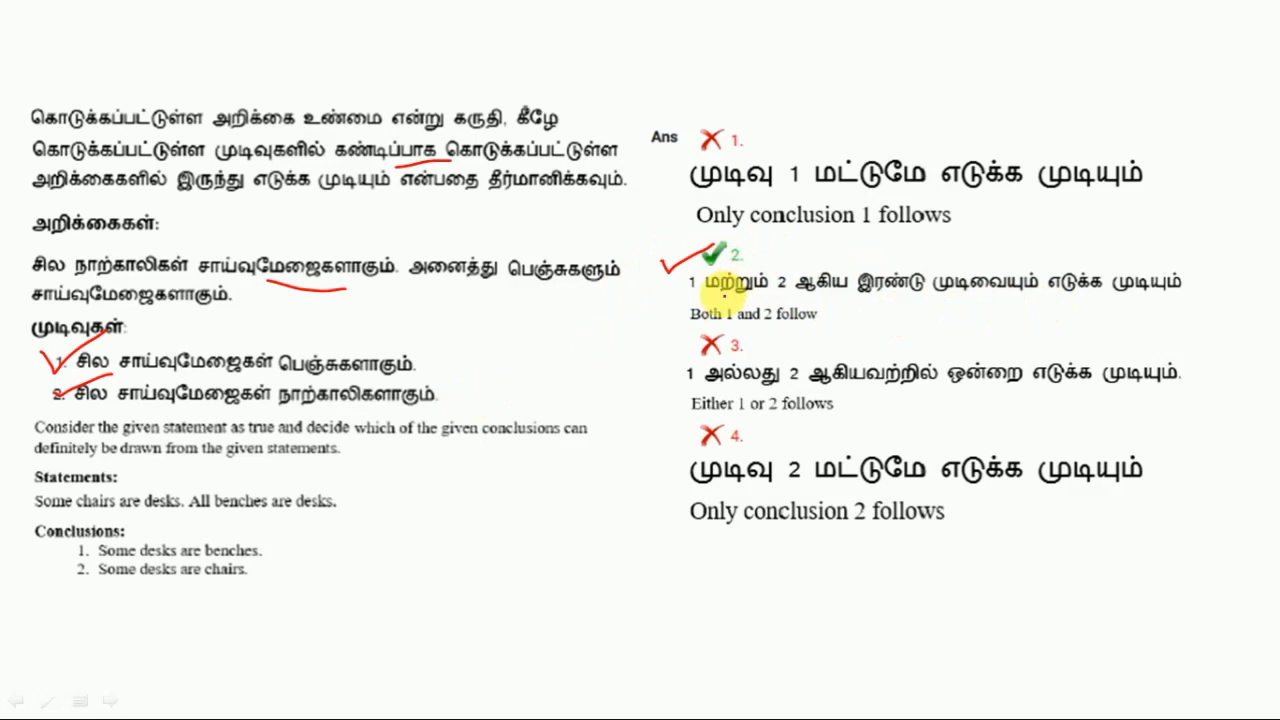 கொடுக்கப்பட்டுள்ள அறிக்கை உண்மை என்று கருதி, கீழே
கொடுக்கப்பட்டுள்ள முடிவுகளில் கண்டிப்பாக கொடுக்கப்பட்டுள்ள
அறிக்கைகளில் இருந்து எடுக்க முடியும் என்பதை தீர்மானிக்கவும்.
அறிக்கைகள்:
சில நாற்காலிகள் சாய்வுமேஜைகளாகும். அனைத்து பெஞ்சுகளும்
சாய்வுமேஜைகளாகும்.
முடிவுகள்:
1. சில சாய்வுமேஜைகள் பெஞ்சுகளாகும்.
2. சில சாய்வுமேஜைகள் நாற்காலிகளாகும்.
Consider the given statement as true and decide which of the given conclusions can
definitely be drawn from the given statements.
Statements:
Some chairs are desks. All benches are desks.
Conclusions:
1. Some desks are benches.
2. Some desks are chairs.
Ans
1.
முடிவு 1 மட்டுமே எடுக்க முடியும்
Only conclusion 1 follows
2.
1 மற்றும் 2 ஆகிய இரண்டு முடிவையும் எடுக்க முடியும்
Both 1 and 2 follow
3.
1 அல்லது 2 ஆகியவற்றில் ஒன்றை எடுக்க முடியும்.
Either 1 or 2 follows
4.
முடிவு 2 மட்டுமே எடுக்க முடியும்
Only conclusion 2 follows